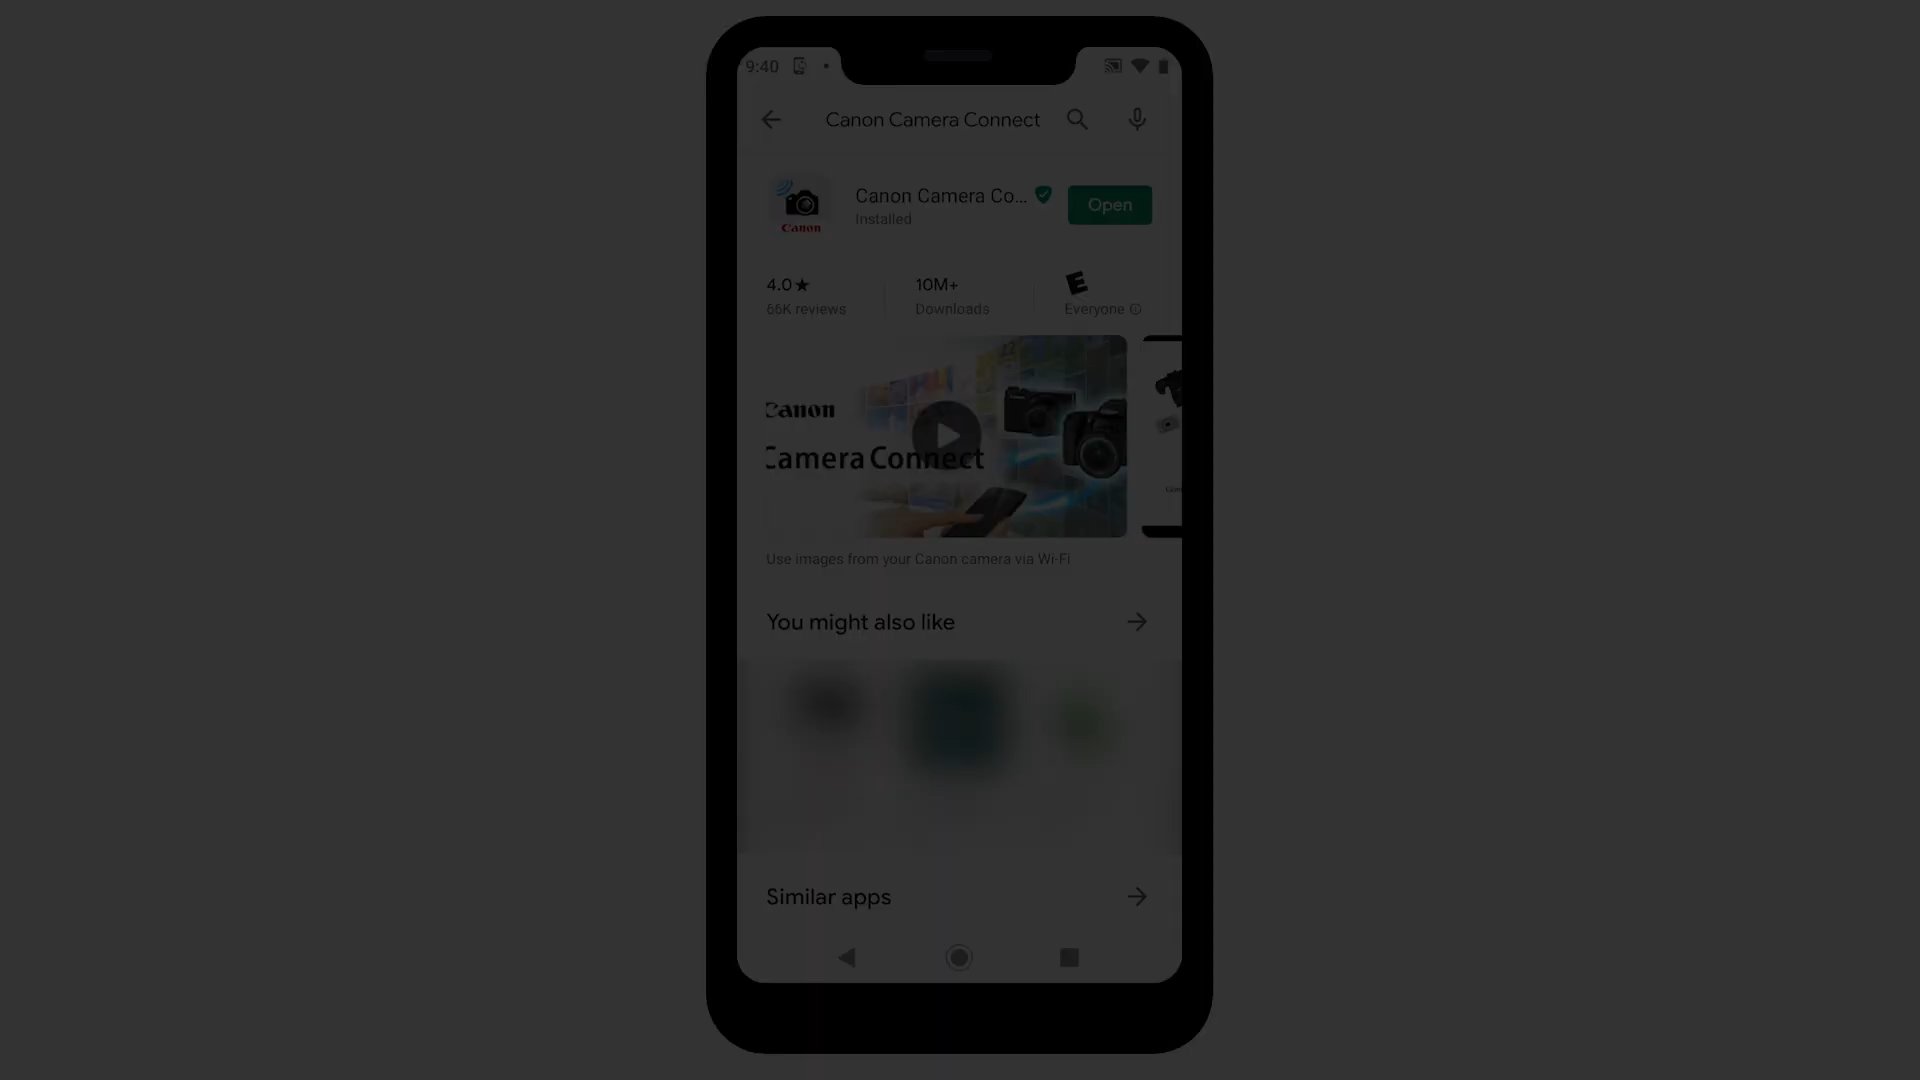 9:40
Canon Camera Connect
Canon Camera Co...
Installed
Open
Canon
4.0★
66K reviews
10M+
Downloads
E
Everyone
Canon
Camera Connect
Use images from your Canon camera via Wi-Fi
You might also like
Similar apps